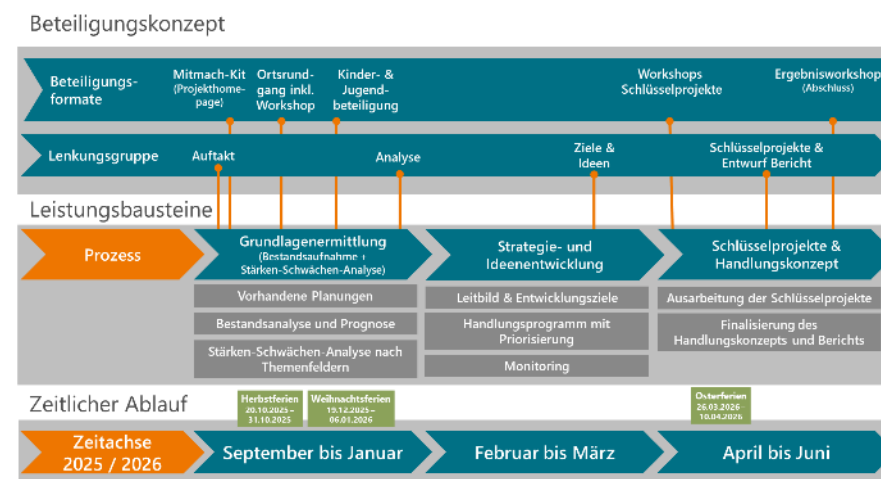 Beteiligungskonzept
Beteiligungs-
formate
Mitmach-Kit
(Projekthome-
page)
Ortsrund-
gang inkl.
Workshop
Kinder- &
Jugend-
beteiligung
Workshops
Schlüsselprojekte
Ergebnisworkshop
(Abschluss)
Lenkungsgruppe
Auftakt
Analyse
Ziele &
Ideen
Schlüsselprojekte &
Entwurf Bericht
Leistungsbausteine
Prozess
Grundlagenermittlung
(Bestandsaufnahme +
Stärken-Schwächen-Analyse)
Strategie- und
Ideenentwicklung
Schlüsselprojekte &
Handlungskonzept
Vorhandene Planungen
Bestandsanalyse und Prognose
Stärken-Schwächen-Analyse nach
Themenfeldern
Leitbild & Entwicklungsziele
Handlungsprogramm mit
Priorisierung
Monitoring
Ausarbeitung der Schlüsselprojekte
Finalisierung des
Handlungskonzepts und Berichts
Zeitlicher Ablauf
Herbstferien
20.10.2025–
31.10.2025
Weihnachtsferien
19.12.2025–
06.01.2026
Osterferien
26.03.2026–
10.04.2026
Zeitachse
2025 / 2026
September bis Januar
Februar bis März
April bis Juni